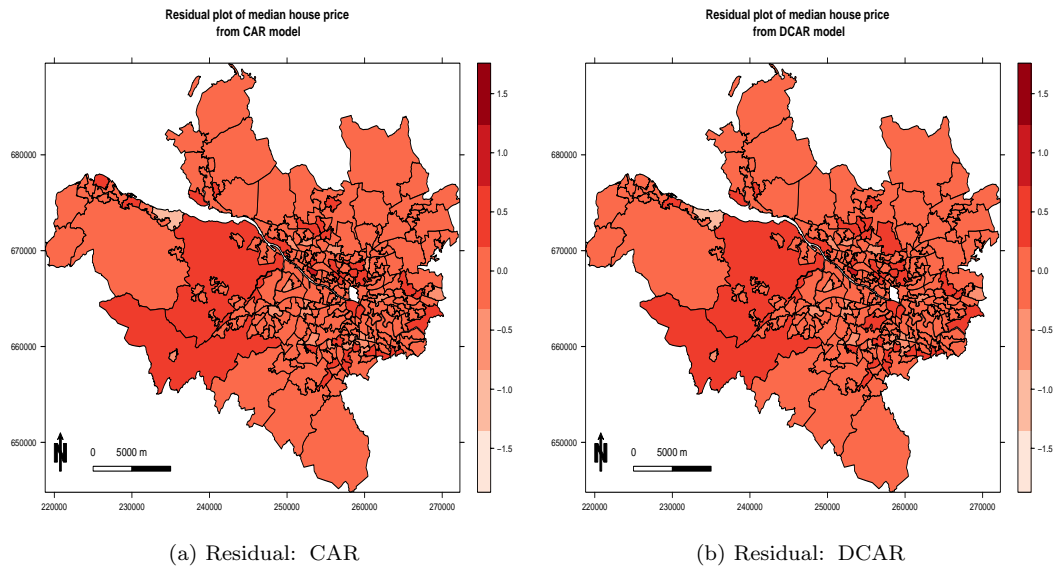 Residual plot of median house price
from CAR model
680000
670000
660000
650000
220000 230000 240000 250000 260000 270000
N
0 5000 m
1.5
1.0
0.5
0.0
−0.5
−1.0
−1.5
(a) Residual: CAR
Residual plot of median house price
from DCAR model
680000
670000
660000
650000
220000 230000 240000 250000 260000 270000
N
0 5000 m
1.5
1.0
0.5
0.0
−0.5
−1.0
−1.5
(b) Residual: DCAR